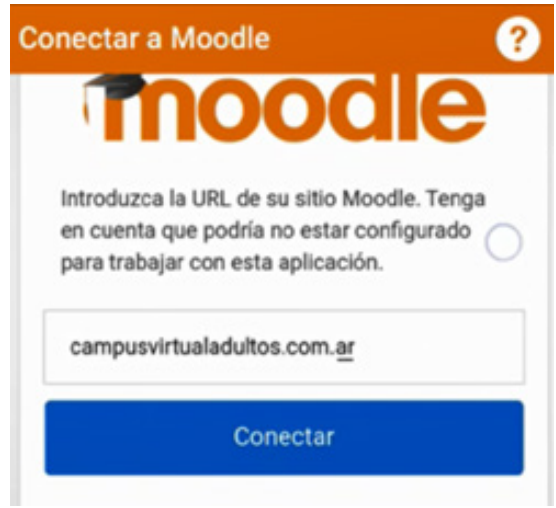 Conectar a Moodle
?
moodle
Introduzca la URL de su sitio Moodle. Tenga
en cuenta que podría no estar configurado
para trabajar con esta aplicación.
campusvirtualadultos.com.ar
Conectar